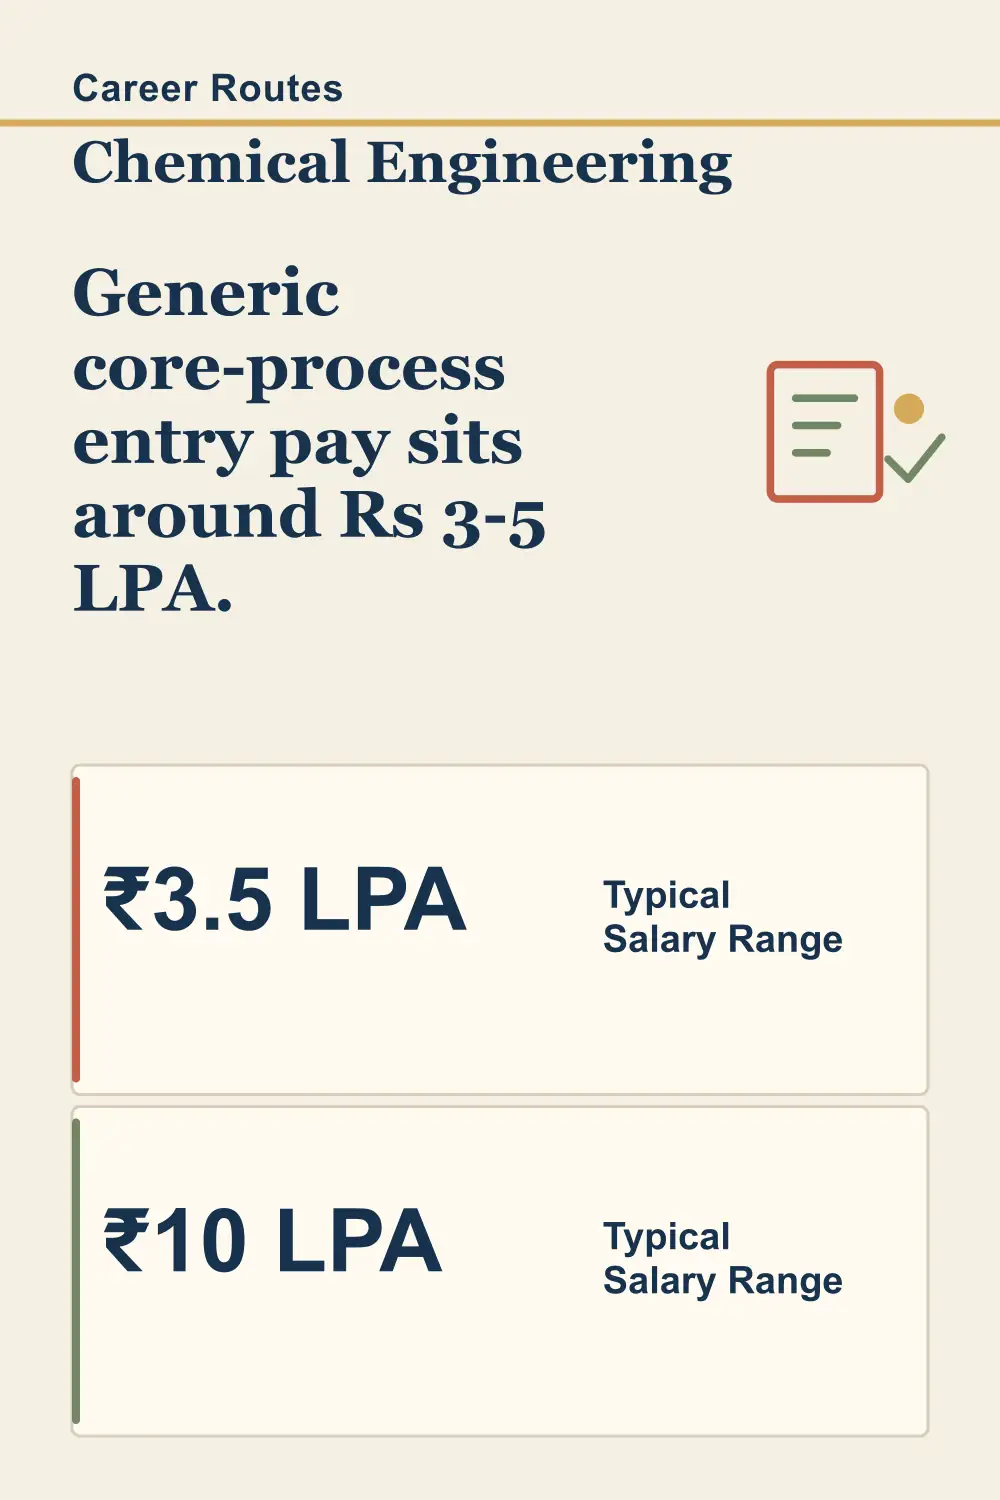 Career Routes
Chemical Engineering
Generic
core-process
entry pay sits
around Rs 3-5
LPA.
₹3.5 LPA
Typical
Salary Range
₹10 LPA
Typical
Salary Range